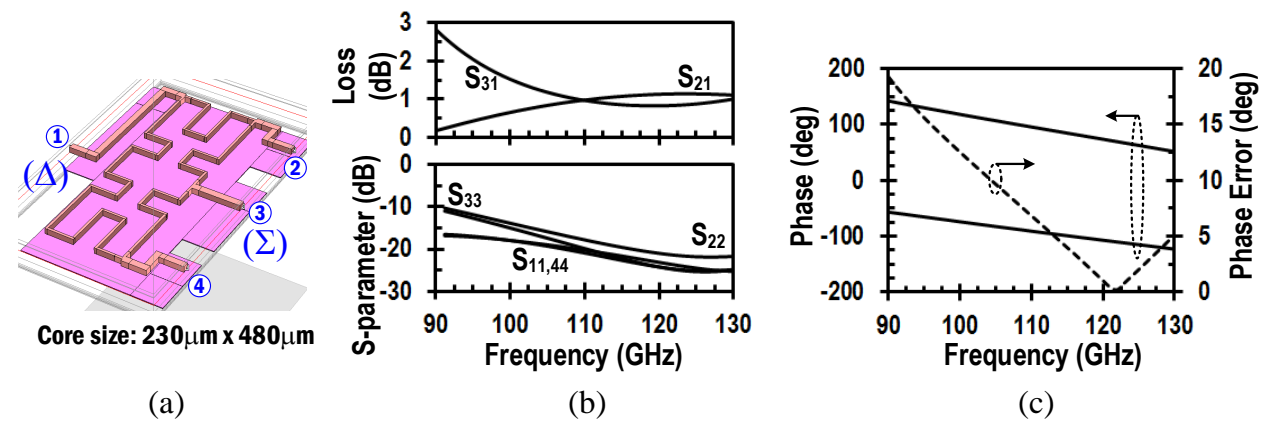 ①
(Δ)
②
③
(Σ)
④
Core size: 230μm x 480μm
(a)
Loss
(dB)
3
2
1
0
S31
S21
S-parameter (dB)
0
-10
-20
-30
S33
S22
S11,44
90 100 110 120 130
Frequency (GHz)
(b)
Phase (deg)
200
100
0
-100
-200
20
15
10
5
0
Phase Error (deg)
90 100 110 120 130
Frequency (GHz)
(c)